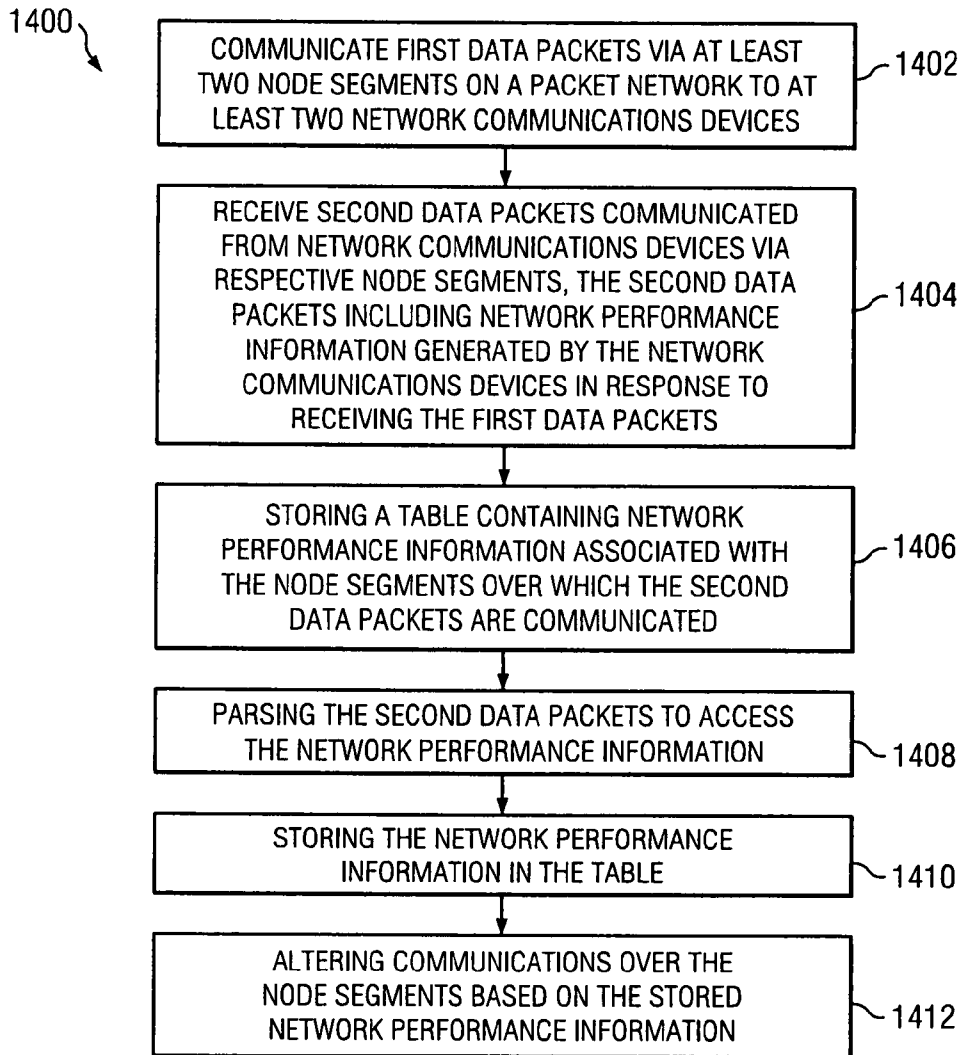 1400
COMMUNICATE FIRST DATA PACKETS VIA AT LEAST
TWO NODE SEGMENTS ON A PACKET NETWORK TO AT
LEAST TWO NETWORK COMMUNICATIONS DEVICES
1402
RECEIVE SECOND DATA PACKETS COMMUNICATED
FROM NETWORK COMMUNICATIONS DEVICES VIA
RESPECTIVE NODE SEGMENTS, THE SECOND DATA
PACKETS INCLUDING NETWORK PERFORMANCE
INFORMATION GENERATED BY THE NETWORK
COMMUNICATIONS DEVICES IN RESPONSE TO
RECEIVING THE FIRST DATA PACKETS
1404
STORING A TABLE CONTAINING NETWORK
PERFORMANCE INFORMATION ASSOCIATED WITH
THE NODE SEGMENTS OVER WHICH THE SECOND
DATA PACKETS ARE COMMUNICATED
1406
PARSING THE SECOND DATA PACKETS TO ACCESS
THE NETWORK PERFORMANCE INFORMATION
1408
STORING THE NETWORK PERFORMANCE
INFORMATION IN THE TABLE
1410
ALTERING COMMUNICATIONS OVER THE
NODE SEGMENTS BASED ON THE STORED
NETWORK PERFORMANCE INFORMATION
1412